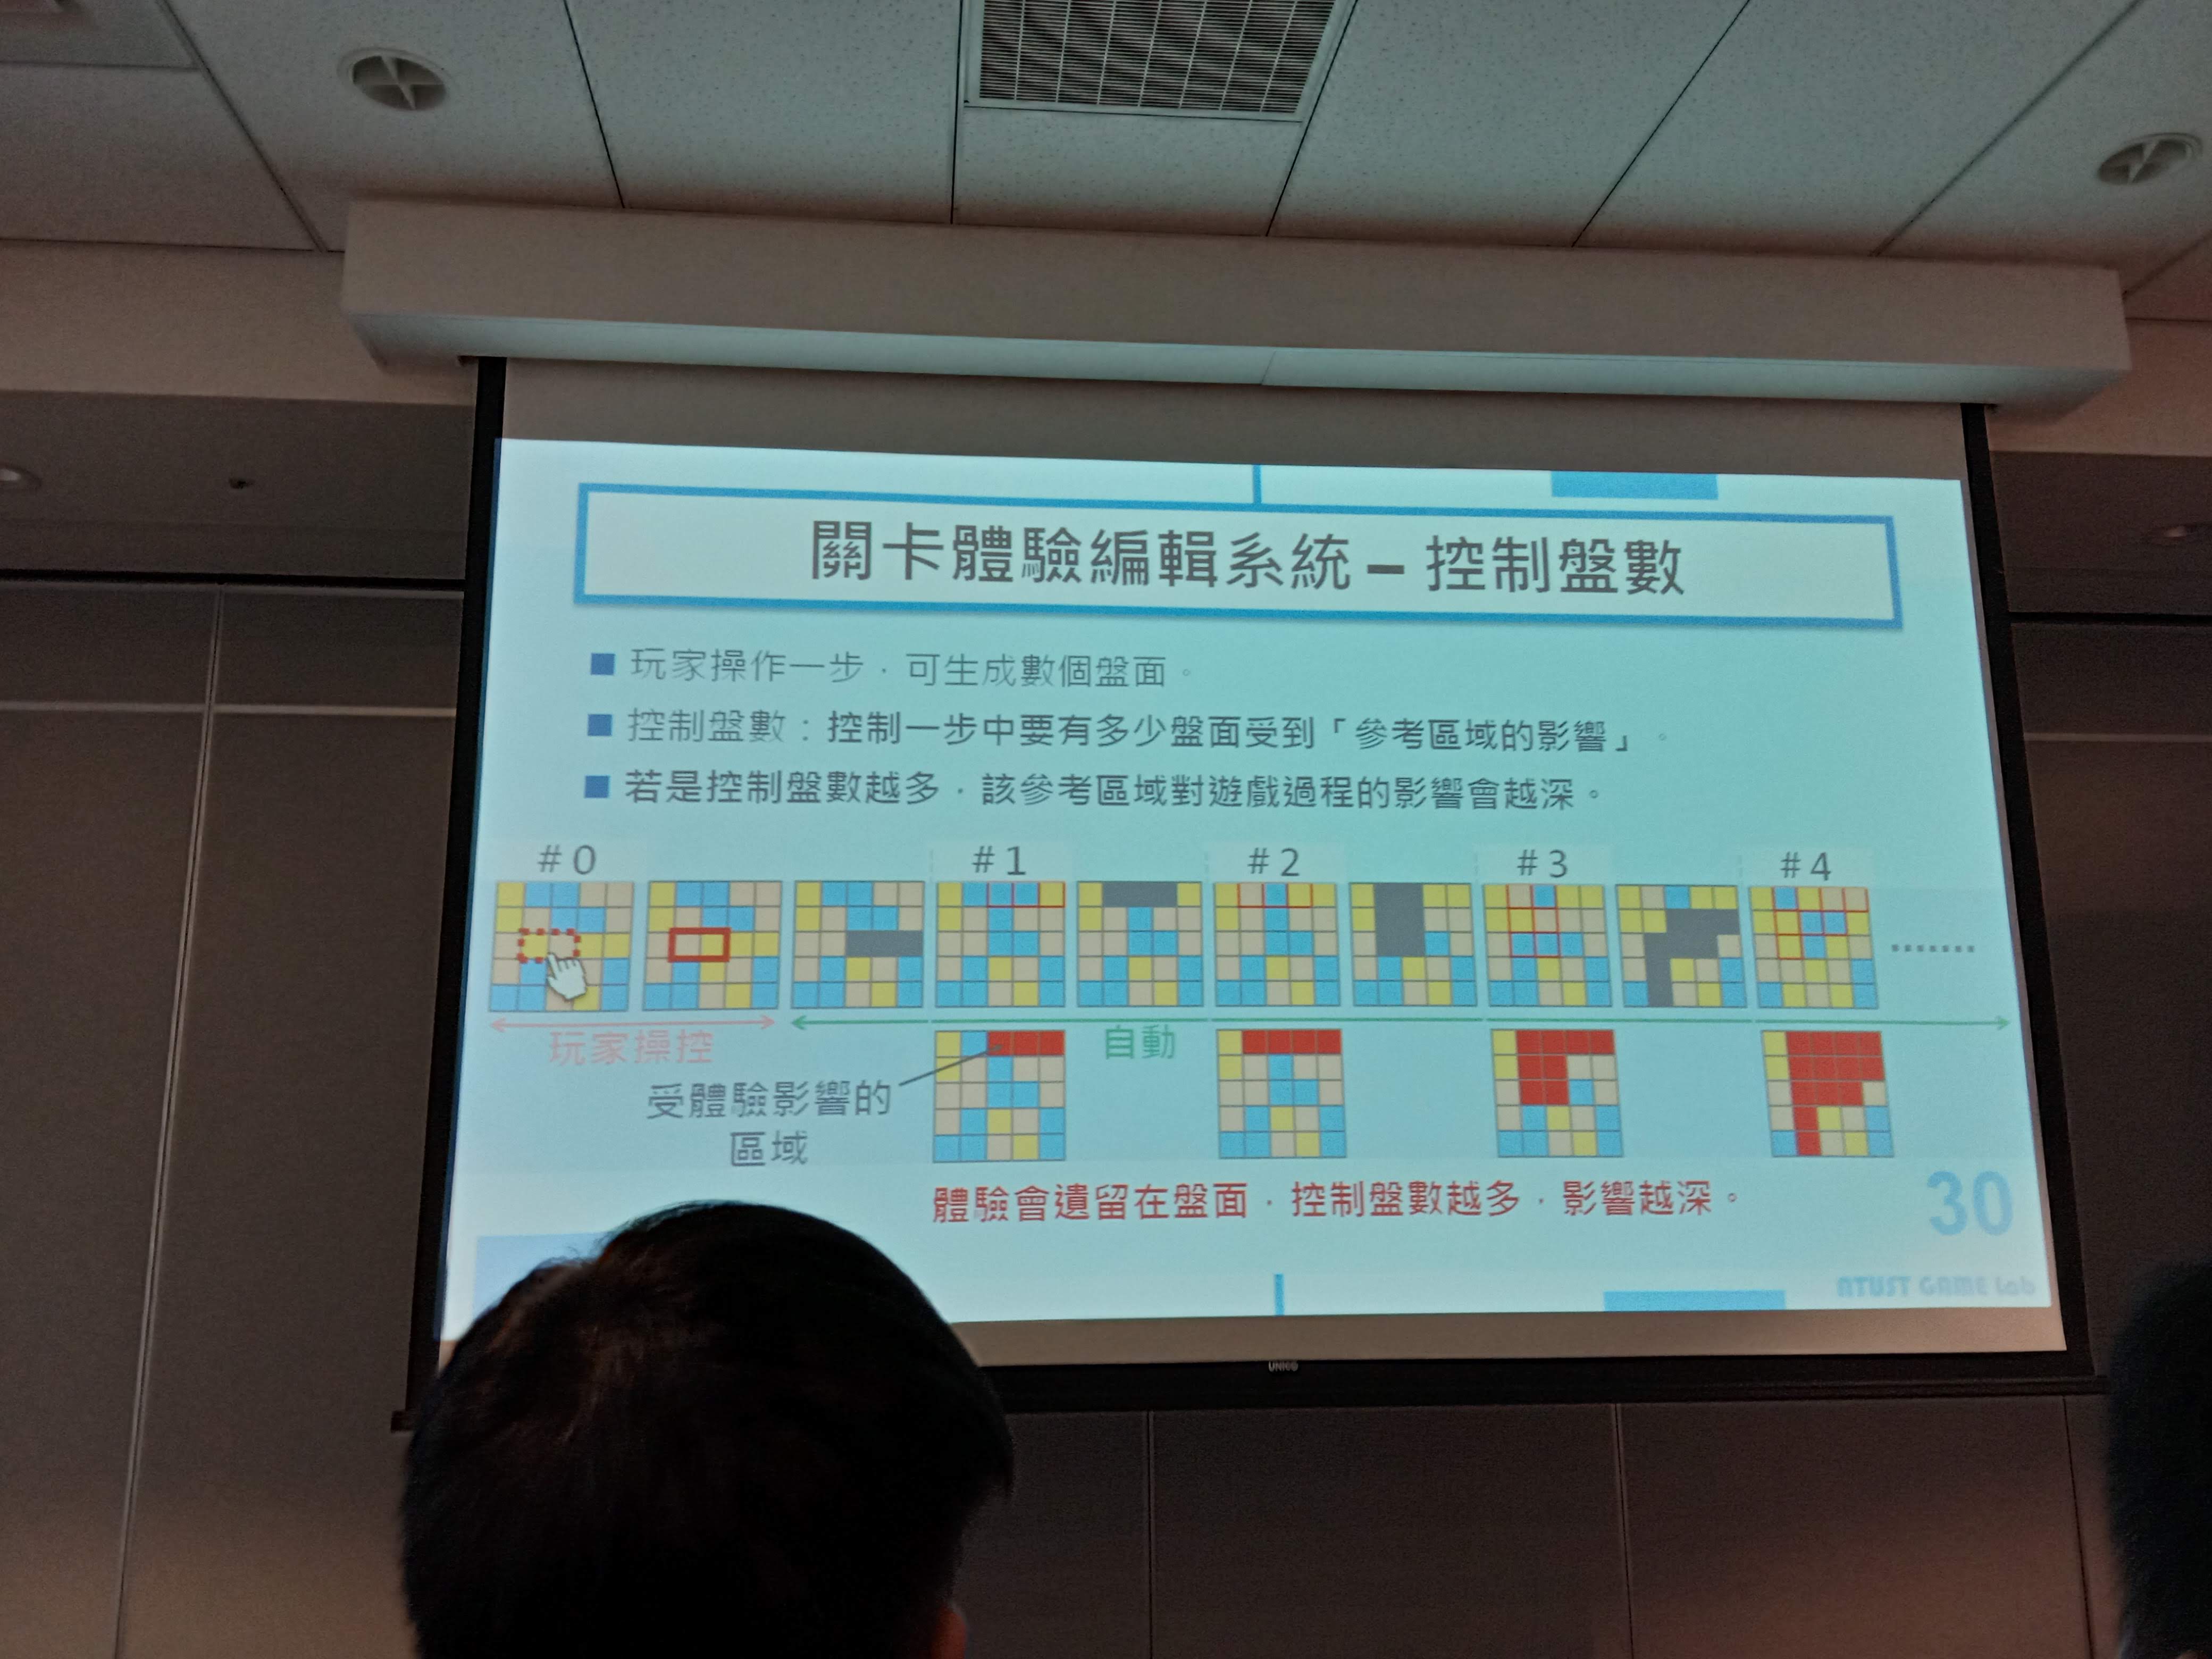 關卡體驗編輯系統 – 控制盤數
■ 玩家操作一步，可生成數個盤面。
■ 控制盤數：控制一步中要有多少盤面受到「參考區域的影響」。
■ 若是控制盤數越多，該參考區域對遊戲過程的影響會越深。
#0 #1 #2 #3 #4
........
玩家操控
自動
受體驗影響的
區域
體驗會遺留在盤面，控制盤數越多，影響越深。
30
NTUST GAME Lab
UNICO